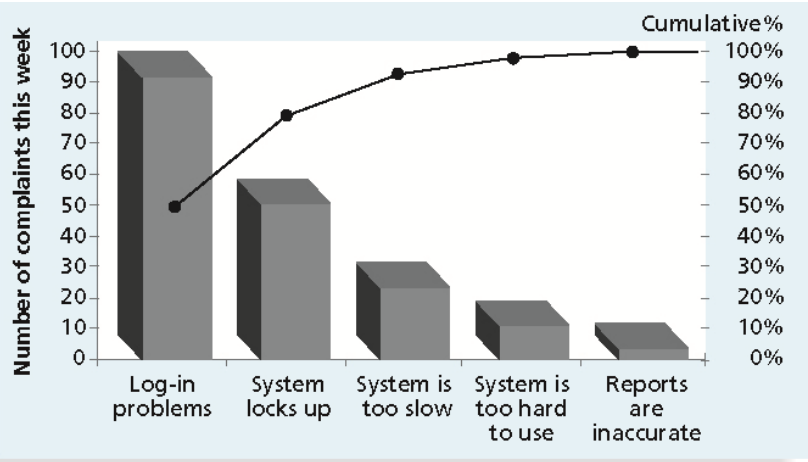 Cumulative%
Number of complaints this week
100
90
80
70
60
50
40
30
20
10
0
100%
90%
80%
70%
60%
50%
40%
30%
20%
10%
0%
Log-in
problems
System
locks up
System is
too slow
System is
too hard
to use
Reports
are
inaccurate